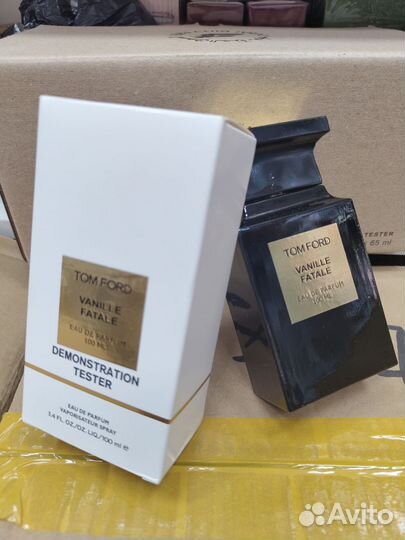 TESTER
65 ml
TOM FORD
VANILLE
FATALE
EAU DE PARFUM
100 ML
DEMONSTRATION
TESTER
EAU DE PARFUM
VAPORISATEUR SPRAY
3.4 FL.OZ./OZ.LIQ/100 ml e
TOM FORD
VANILLE
FATALE
EAU DE PARFUM
100 ML
Avito